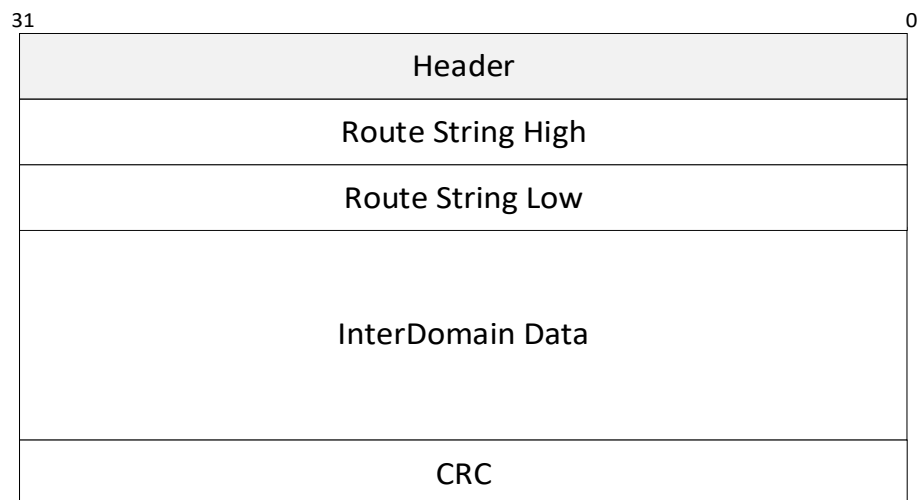 31 0
Header
Route String High
Route String Low
InterDomain Data
CRC